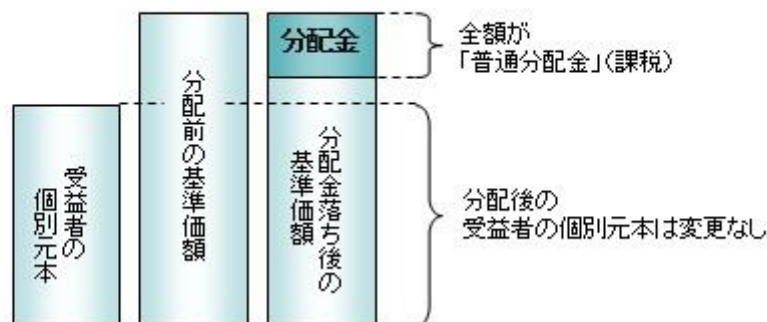 受益者の
個別元本
分配前の基準価額
分配金
分配金落ち後の
基準価額
全額が
「普通分配金」(課税)
分配後の
受益者の個別元本は変更なし